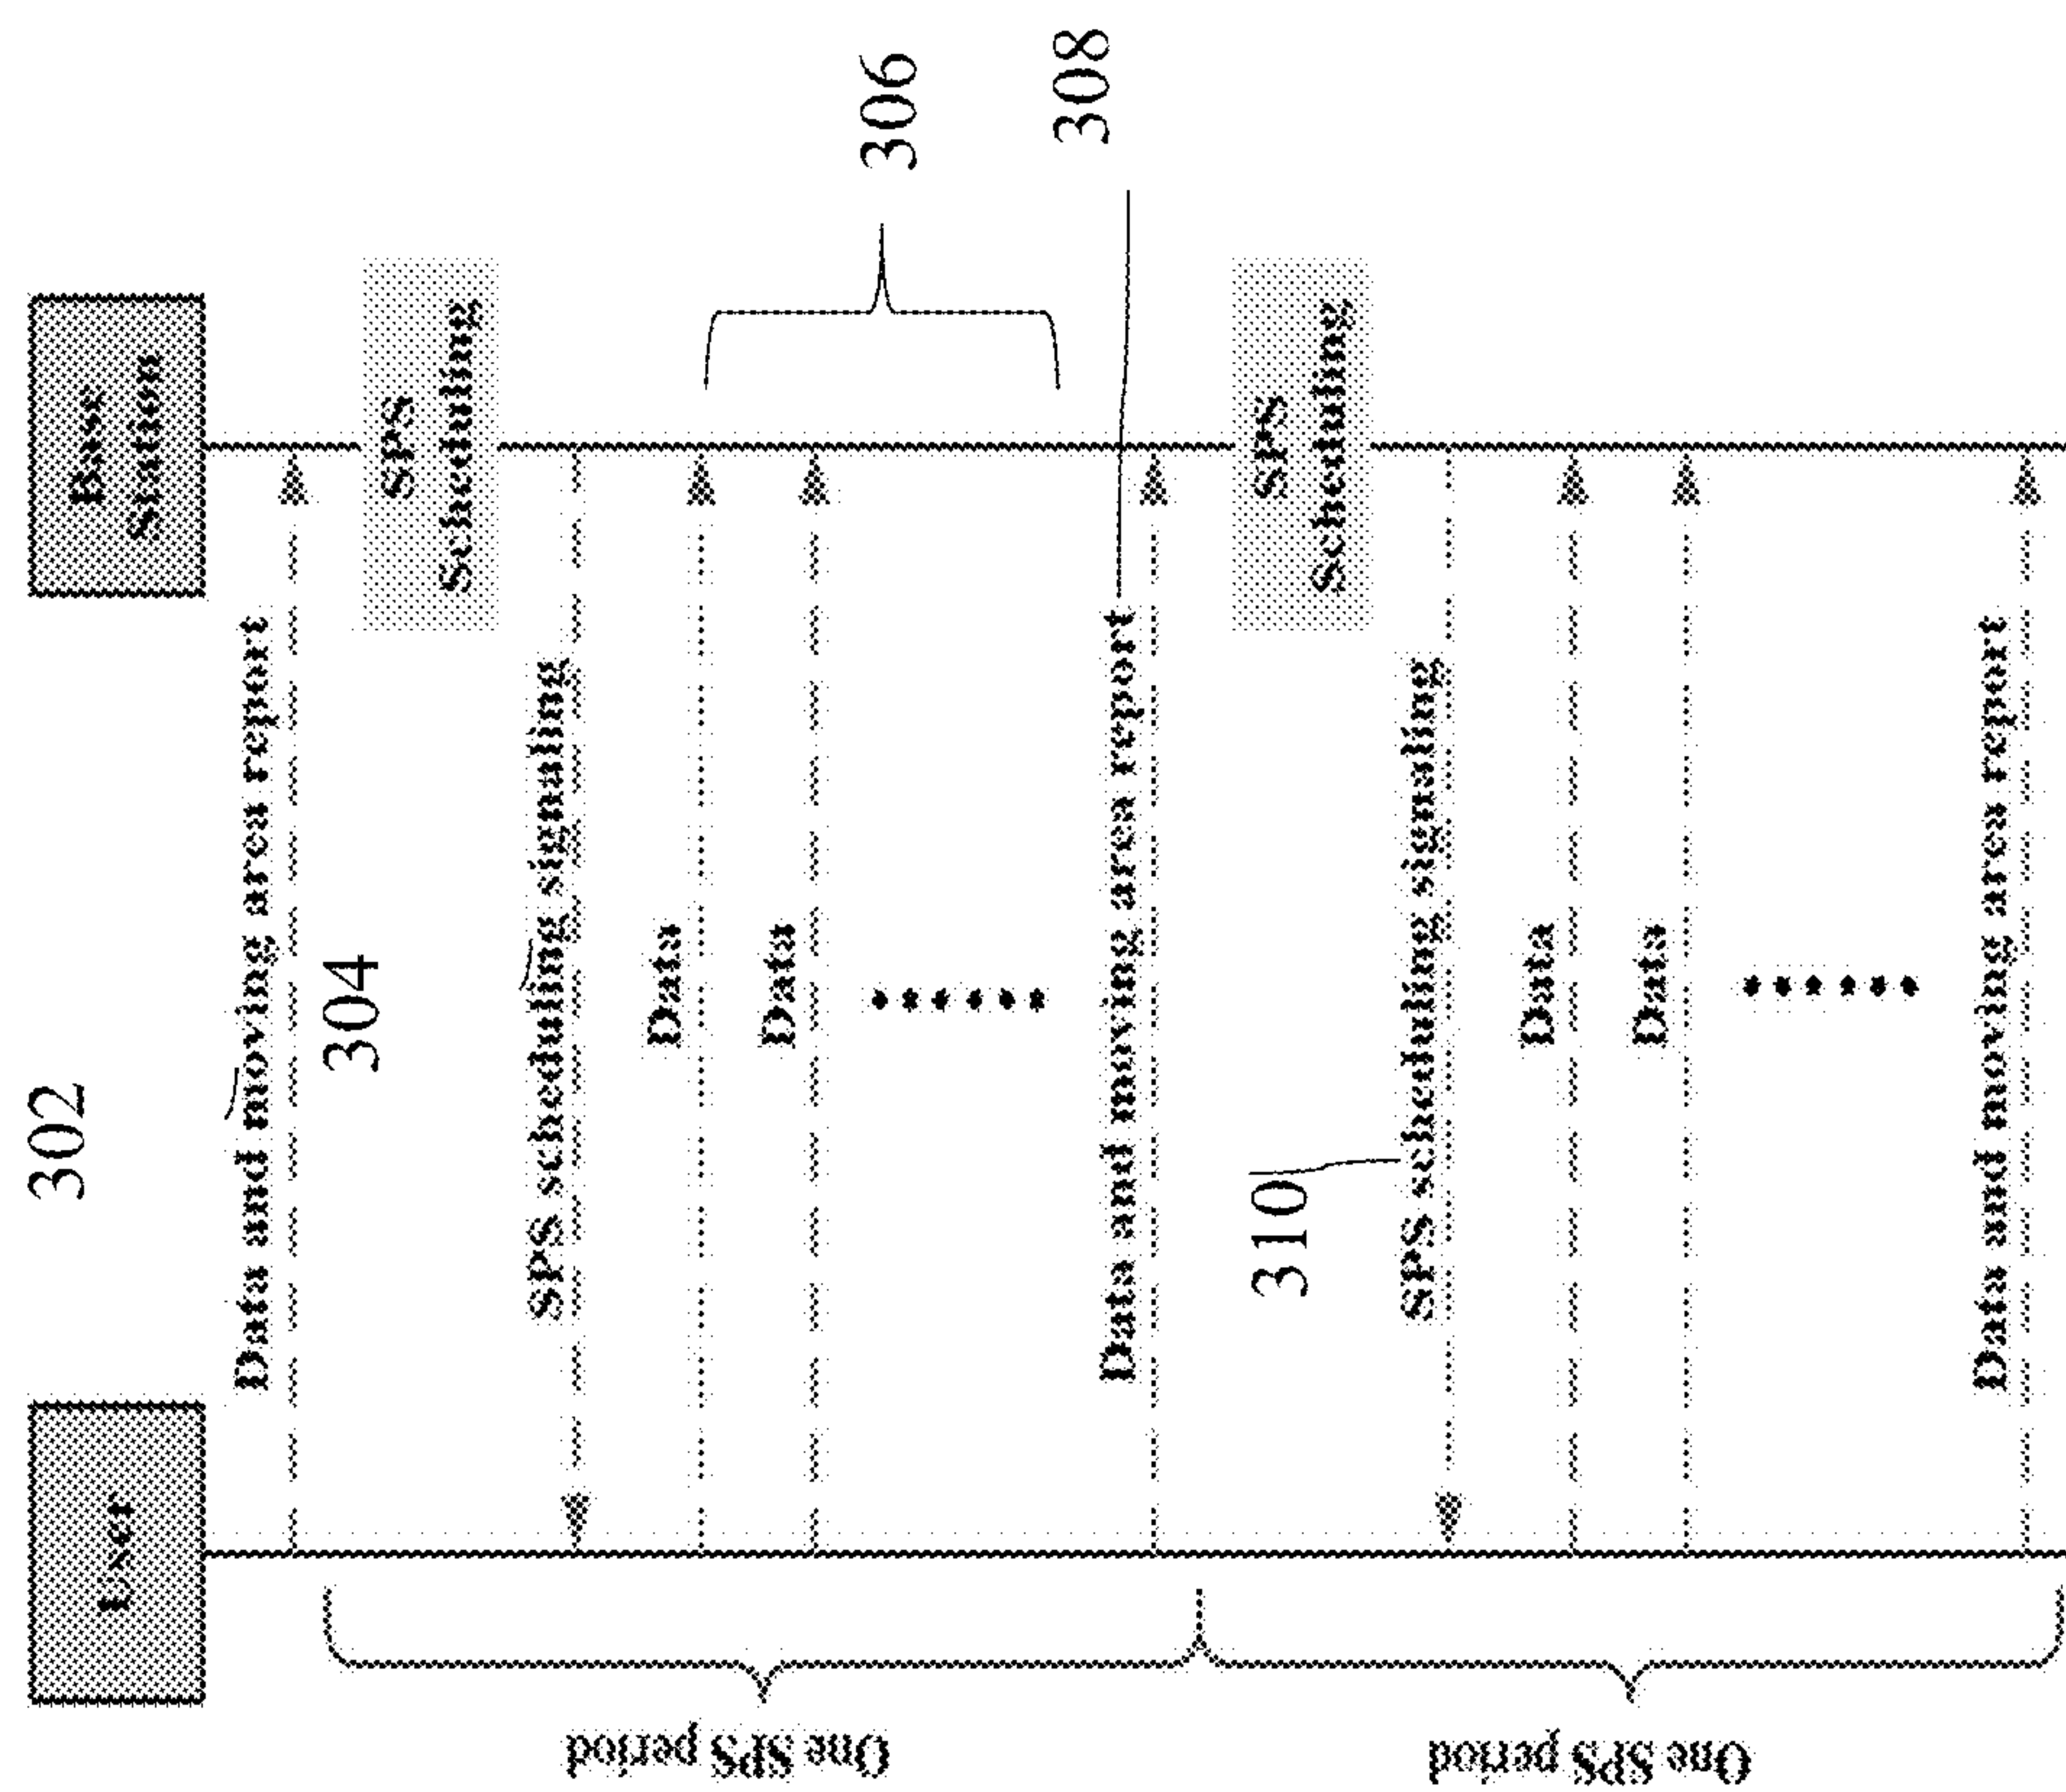 User
Base
Station
302
Data and moving area report
304
SPS
Scheduling
SPS scheduling signaling
Data
Data
306
Data and moving area report
308
310
SPS
Scheduling
SPS scheduling signaling
Data
Data
Data and moving area report
One SPS period
One SPS period